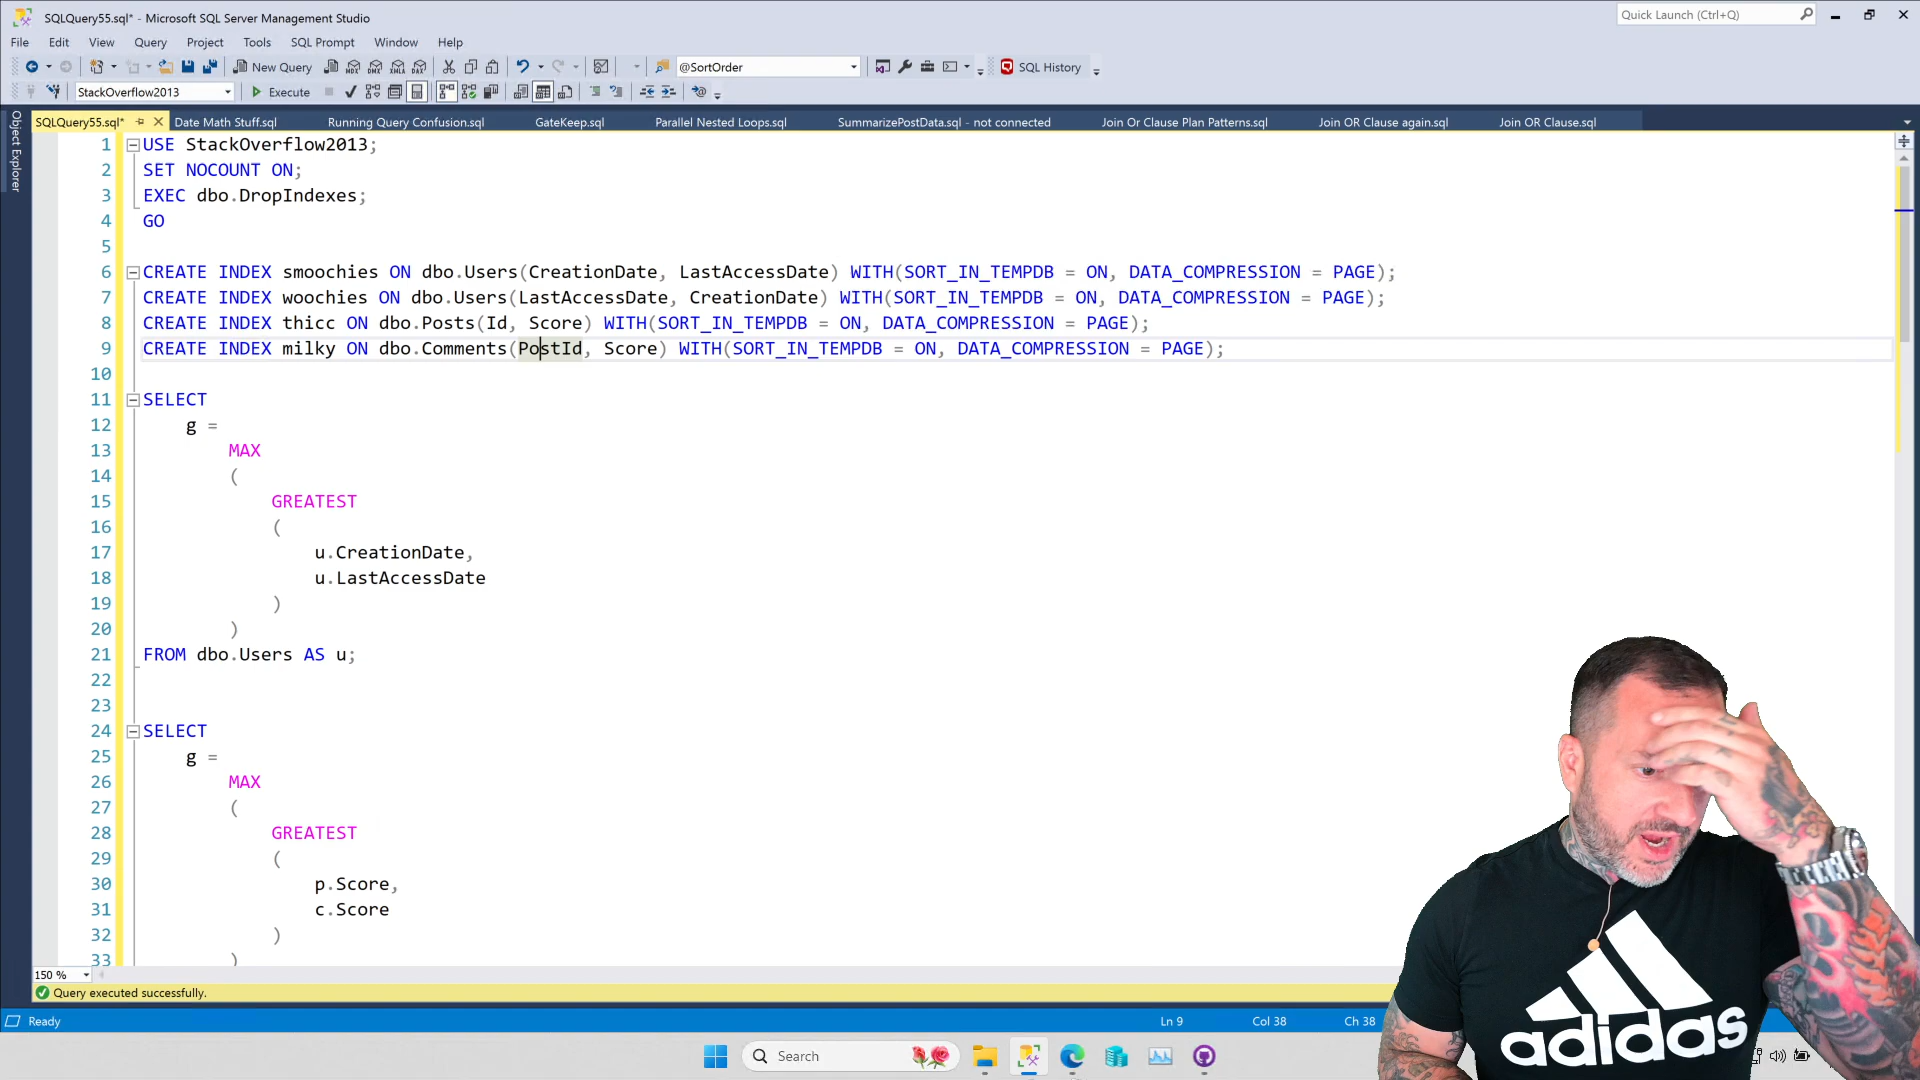 SQLQuery55.sql* - Microsoft SQL Server Management Studio
Quick Launch (Ctrl+Q)
File Edit View Query Project Tools SQL Prompt Window Help
New Query MDX DMX XMLA DAX @SortOrder SQL History
StackOverflow2013 Execute
SQLQuery55.sql* Date Math Stuff.sql Running Query Confusion.sql GateKeep.sql Parallel Nested Loops.sql SummarizePostData.sql - not connected Join Or Clause Plan Patterns.sql Join OR Clause again.sql Join OR Clause.sql
Object Explorer
1 USE StackOverflow2013;
2 SET NOCOUNT ON;
3 EXEC dbo.DropIndexes;
4 GO
5
6 CREATE INDEX smoochies ON dbo.Users(CreationDate, LastAccessDate) WITH(SORT_IN_TEMPDB = ON, DATA_COMPRESSION = PAGE);
7 CREATE INDEX woochies ON dbo.Users(LastAccessDate, CreationDate) WITH(SORT_IN_TEMPDB = ON, DATA_COMPRESSION = PAGE);
8 CREATE INDEX thicc ON dbo.Posts(Id, Score) WITH(SORT_IN_TEMPDB = ON, DATA_COMPRESSION = PAGE);
9 CREATE INDEX milky ON dbo.Comments(PostId, Score) WITH(SORT_IN_TEMPDB = ON, DATA_COMPRESSION = PAGE);
10
11 SELECT
12 g =
13 MAX
14 (
15 GREATEST
16 (
17 u.CreationDate,
18 u.LastAccessDate
19 )
20 )
21 FROM dbo.Users AS u;
22
23
24 SELECT
25 g =
26 MAX
27 (
28 GREATEST
29 (
30 p.Score,
31 c.Score
32 )
33 )
150 %
Query executed successfully.
Ready Ln 9 Col 38 Ch 38
Search
adidas